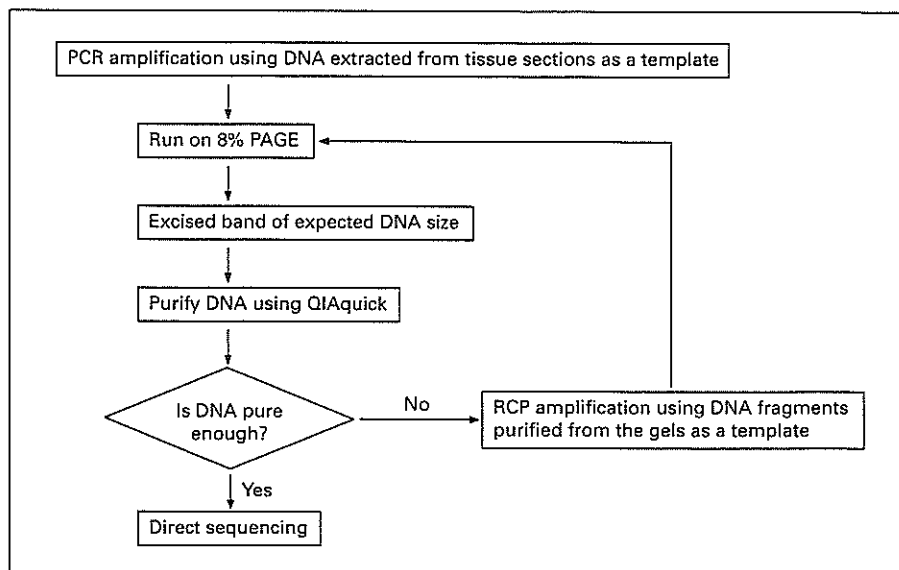 PCR amplification using DNA extracted from tissue sections as a template
Run on 8% PAGE
Excised band of expected DNA size
Purify DNA using QIAquick
Is DNA pure
enough?
No
RCP amplification using DNA fragments
purified from the gels as a template
Yes
Direct sequencing